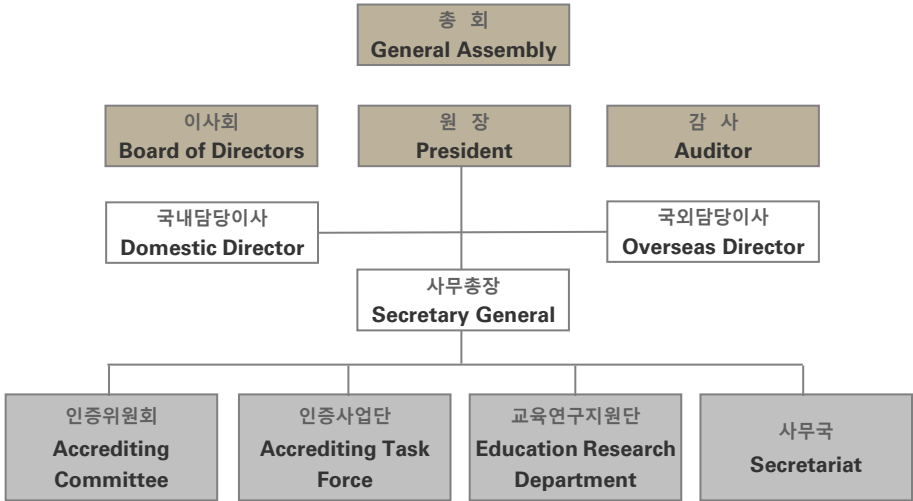 총 회
General Assembly
이사회
Board of Directors
원 장
President
감 사
Auditor
국내담당이사
Domestic Director
국외담당이사
Overseas Director
사무총장
Secretary General
인증위원회
Accrediting
Committee
인증사업단
Accrediting Task
Force
교육연구지원단
Education Research
Department
사무국
Secretariat